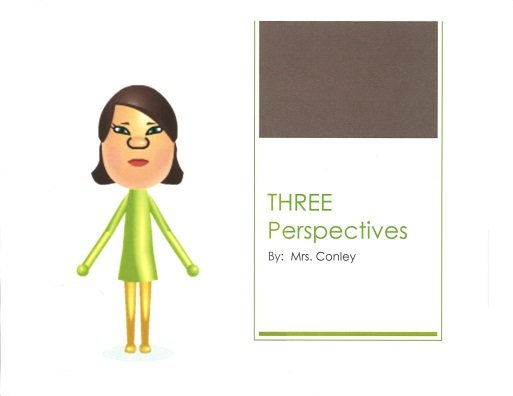 THREE
Perspectives
By:  Mrs. Conley